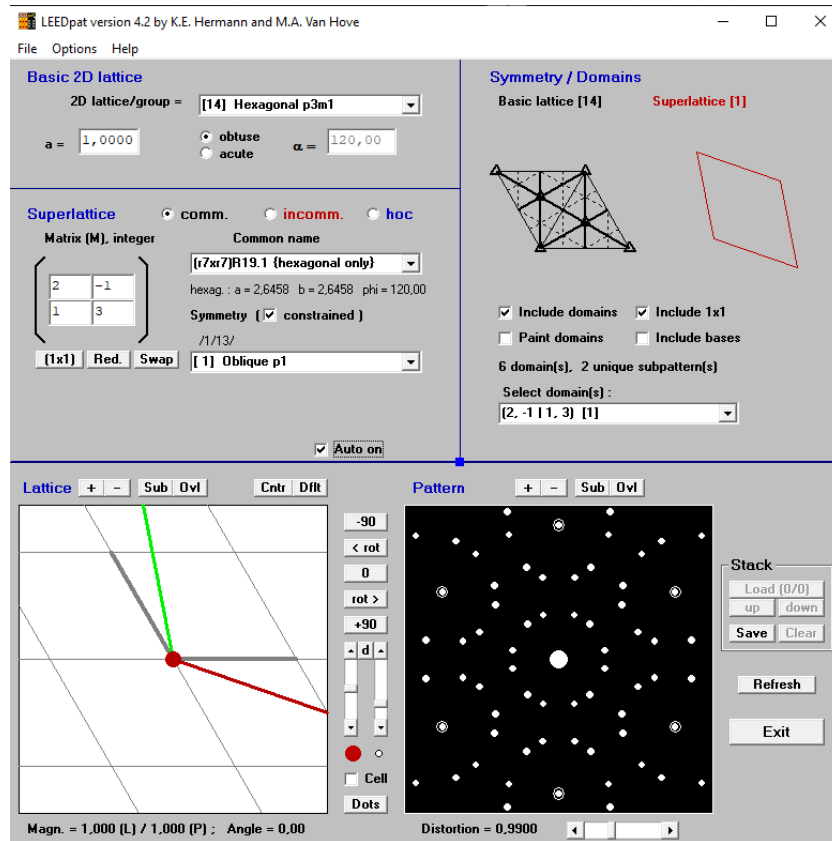 LEEDpat version 4.2 by K.E. Hermann and M.A. Van Hove
File Options Help
Basic 2D lattice
2D lattice/group = [14] Hexagonal p3m1
a = 1,0000
obtuse
acute
α = 120,00
Superlattice comm. incomm. hoc
Matrix (M), integer
Common name
(r7xr7)R19.1 {hexagonal only}
2 -1
1 3
hexag. : a = 2,6458 b = 2,6458 phi = 120,00
Symmetry ( constrained )
/1/13/
(1x1) Red. Swap
[ 1] Oblique p1
Auto on
Symmetry / Domains
Basic lattice [14] Superlattice [1]
Include domains Include 1x1
Paint domains Include bases
6 domain(s), 2 unique subpattern(s)
Select domain(s) :
(2, -1 | 1, 3) [1]
Lattice + - Sub Ovl Cntr Dflt
-90
< rot
0
rot >
+90
d
Cell
Dots
Magn. = 1,000 (L) / 1,000 (P) ; Angle = 0,00
Pattern + - Sub Ovl
Distortion = 0,9900
Stack
Load (0/0)
up down
Save Clear
Refresh
Exit